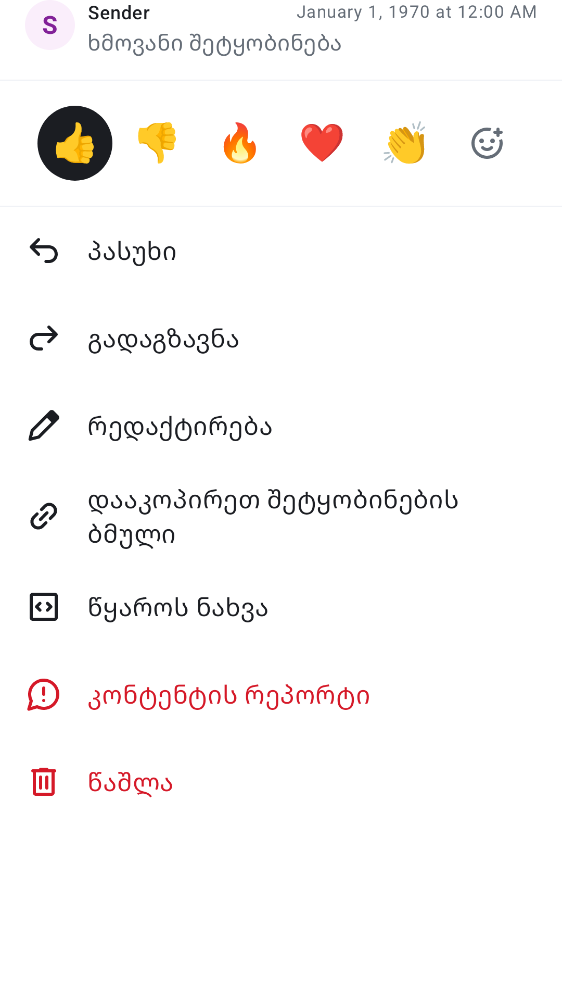 S
Sender
January 1, 1970 at 12:00 AM
ხმოვანი შეტყობინება
პასუხი
გადაგზავნა
რედაქტირება
დააკოპირეთ შეტყობინების
ბმული
წყაროს ნახვა
კონტენტის რეპორტი
წაშლა